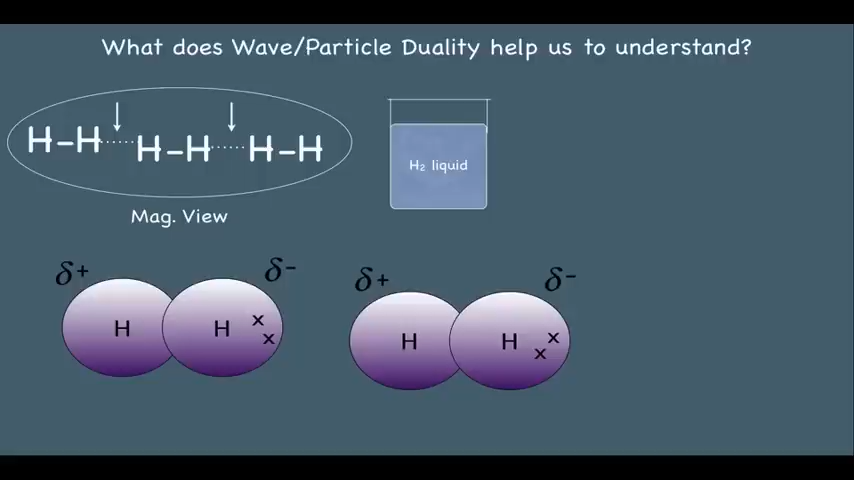 What does Wave/Particle Duality help us to understand?
H–H······H–H······H–H
H₂ liquid
Mag. View
δ+ δ- δ+ δ-
H H x x H H x x